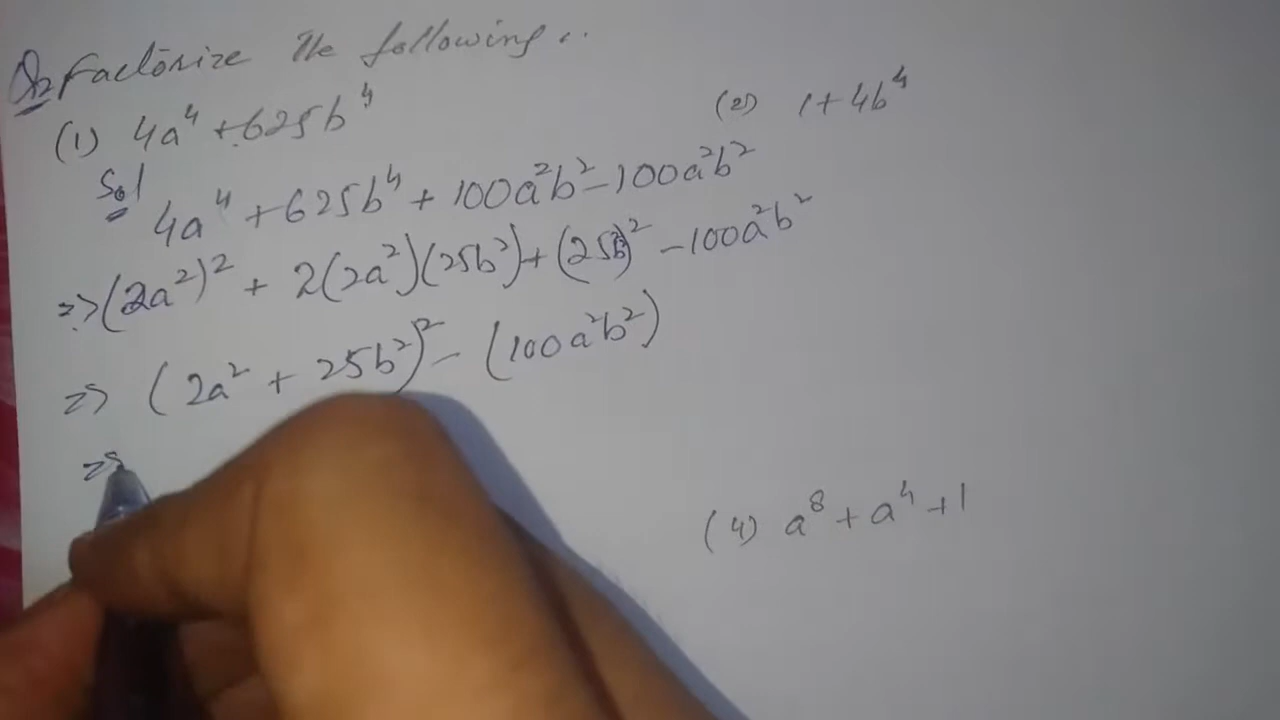 Q2 Factorize the following..
(1) 4a⁴ + 625b⁴
(2) 1 + 4b⁴
Sol
4a⁴ + 625b⁴ + 100a²b² - 100a²b²
=> (2a²)² + 2(2a²)(25b²) + (25b²)² - 100a²b²
=> (2a² + 25b²)² - (100a²b²)
=>
(4) a⁸ + a⁴ + 1